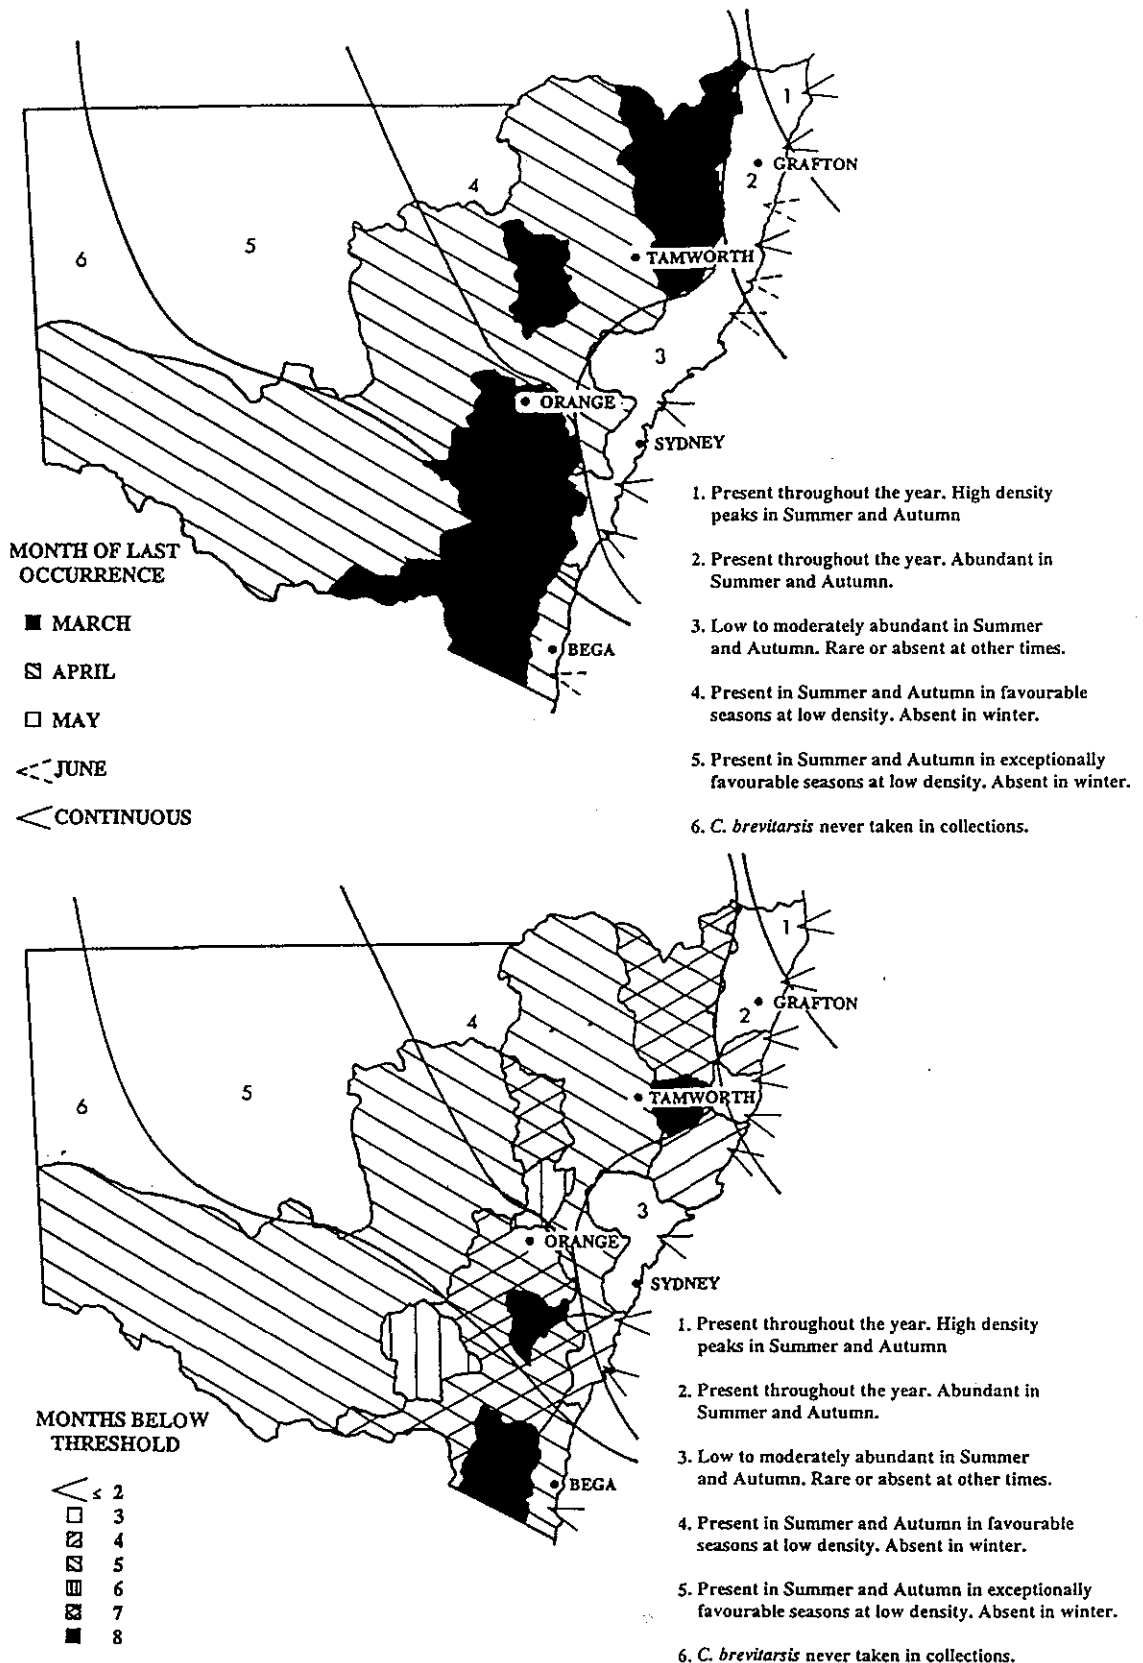 1
GRAFTON
2
4
5
6
TAMWORTH
3
ORANGE
SYDNEY
1. Present throughout the year. High density
peaks in Summer and Autumn
2. Present throughout the year. Abundant in
Summer and Autumn.
3. Low to moderately abundant in Summer
and Autumn. Rare or absent at other times.
4. Present in Summer and Autumn in favourable
seasons at low density. Absent in winter.
5. Present in Summer and Autumn in exceptionally
favourable seasons at low density. Absent in winter.
6. C. brevitarsis never taken in collections.
MONTH OF LAST
OCCURRENCE
MARCH
APRIL
MAY
JUNE
CONTINUOUS
BEGA
1
GRAFTON
2
4
5
6
TAMWORTH
3
ORANGE
SYDNEY
1. Present throughout the year. High density
peaks in Summer and Autumn
2. Present throughout the year. Abundant in
Summer and Autumn.
3. Low to moderately abundant in Summer
and Autumn. Rare or absent at other times.
4. Present in Summer and Autumn in favourable
seasons at low density. Absent in winter.
5. Present in Summer and Autumn in exceptionally
favourable seasons at low density. Absent in winter.
6. C. brevitarsis never taken in collections.
MONTHS BELOW
THRESHOLD
≤ 2
3
4
5
6
7
8
BEGA